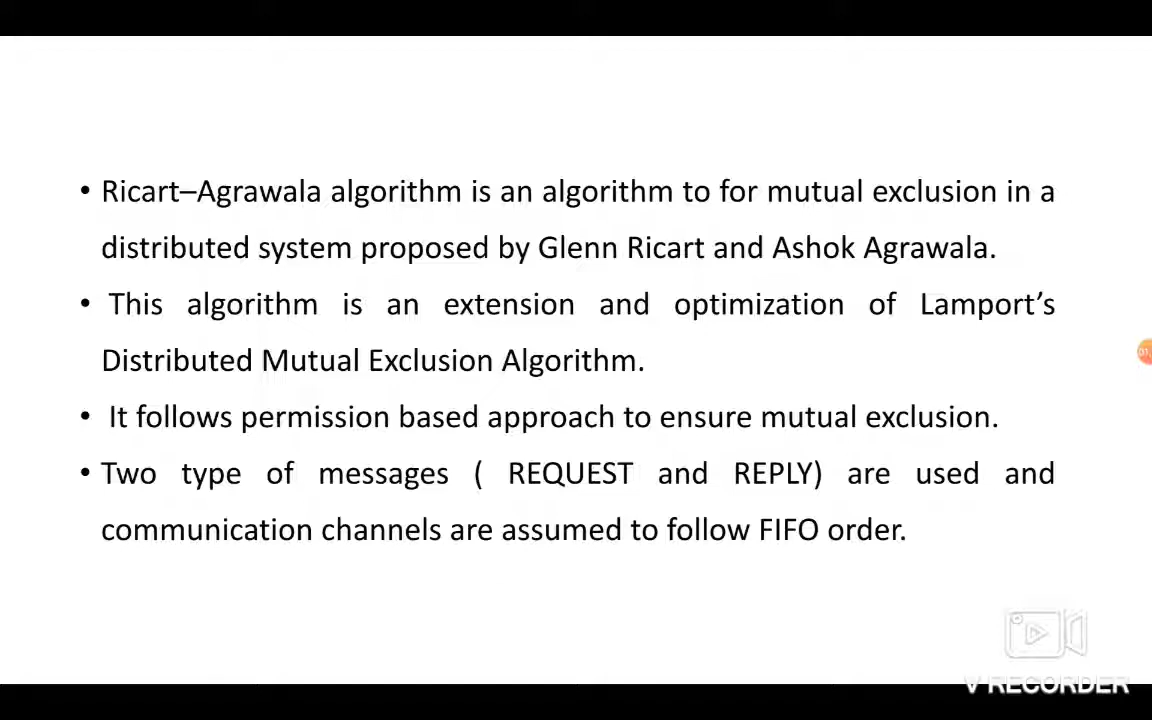 • Ricart–Agrawala algorithm is an algorithm to for mutual exclusion in a
distributed system proposed by Glenn Ricart and Ashok Agrawala.
• This algorithm is an extension and optimization of Lamport’s
Distributed Mutual Exclusion Algorithm.
• It follows permission based approach to ensure mutual exclusion.
• Two type of messages ( REQUEST and REPLY) are used and
communication channels are assumed to follow FIFO order.
V RECORDER